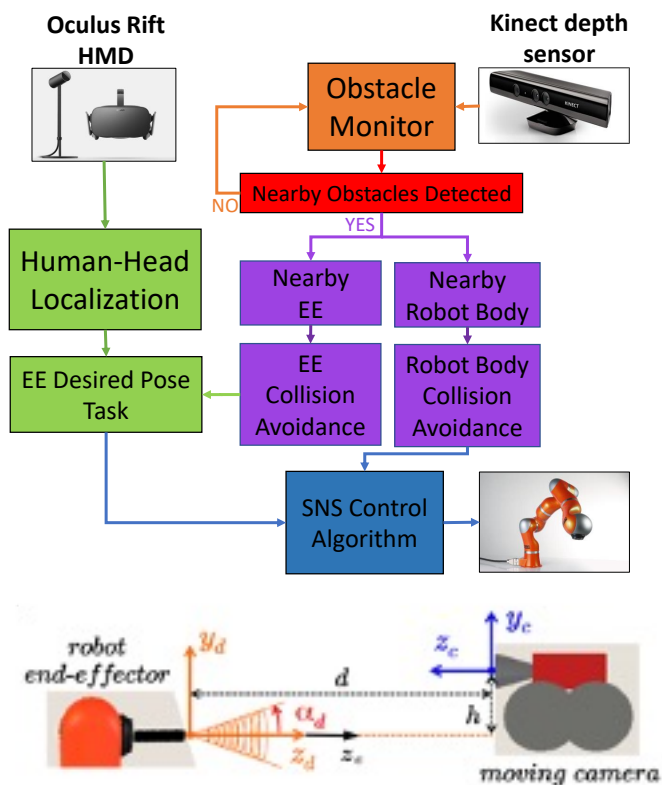 Oculus Rift
HMD
Kinect depth
sensor
KINECT
Obstacle
Monitor
Nearby Obstacles Detected
NO
YES
Human-Head
Localization
Nearby
EE
Nearby
Robot Body
EE Desired Pose
Task
EE
Collision
Avoidance
Robot Body
Collision
Avoidance
SNS Control
Algorithm
robot
end-effector
y_d
d
α_d
z_d
z_e
y_c
z_c
h
moving camera